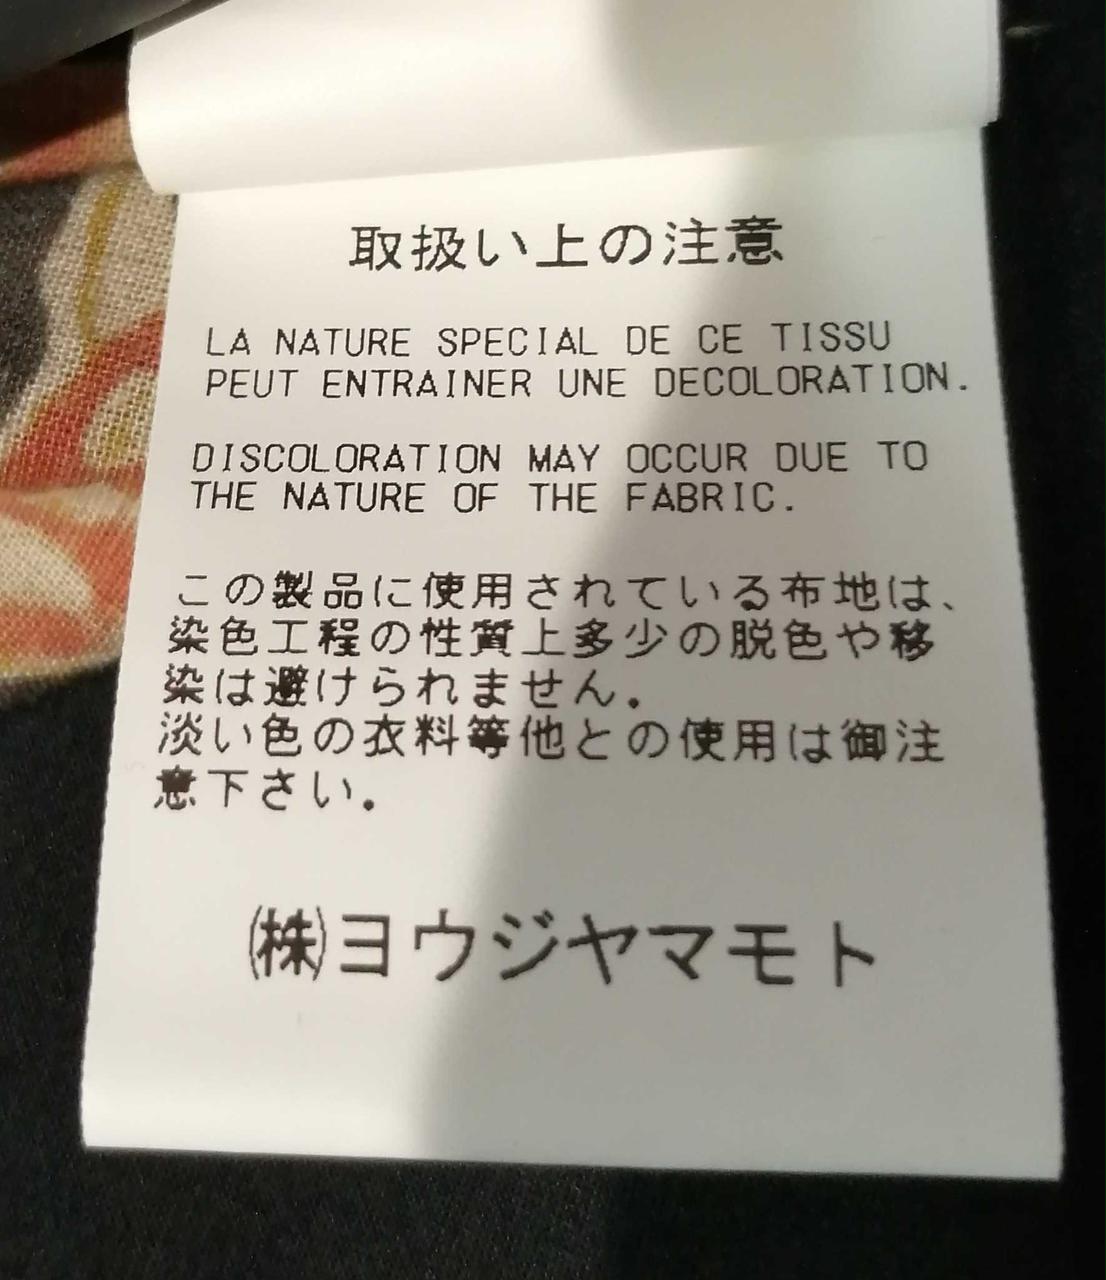 取扱い上の注意
LA NATURE SPECIAL DE CE TISSU
PEUT ENTRAINER UNE DECOLORATION.
DISCOLORATION MAY OCCUR DUE TO
THE NATURE OF THE FABRIC.
この製品に使用されている布地は、
染色工程の性質上多少の脱色や移
染は避けられません。
淡い色の衣料等他との使用は御注
意下さい。
㈱ヨウジヤマモト